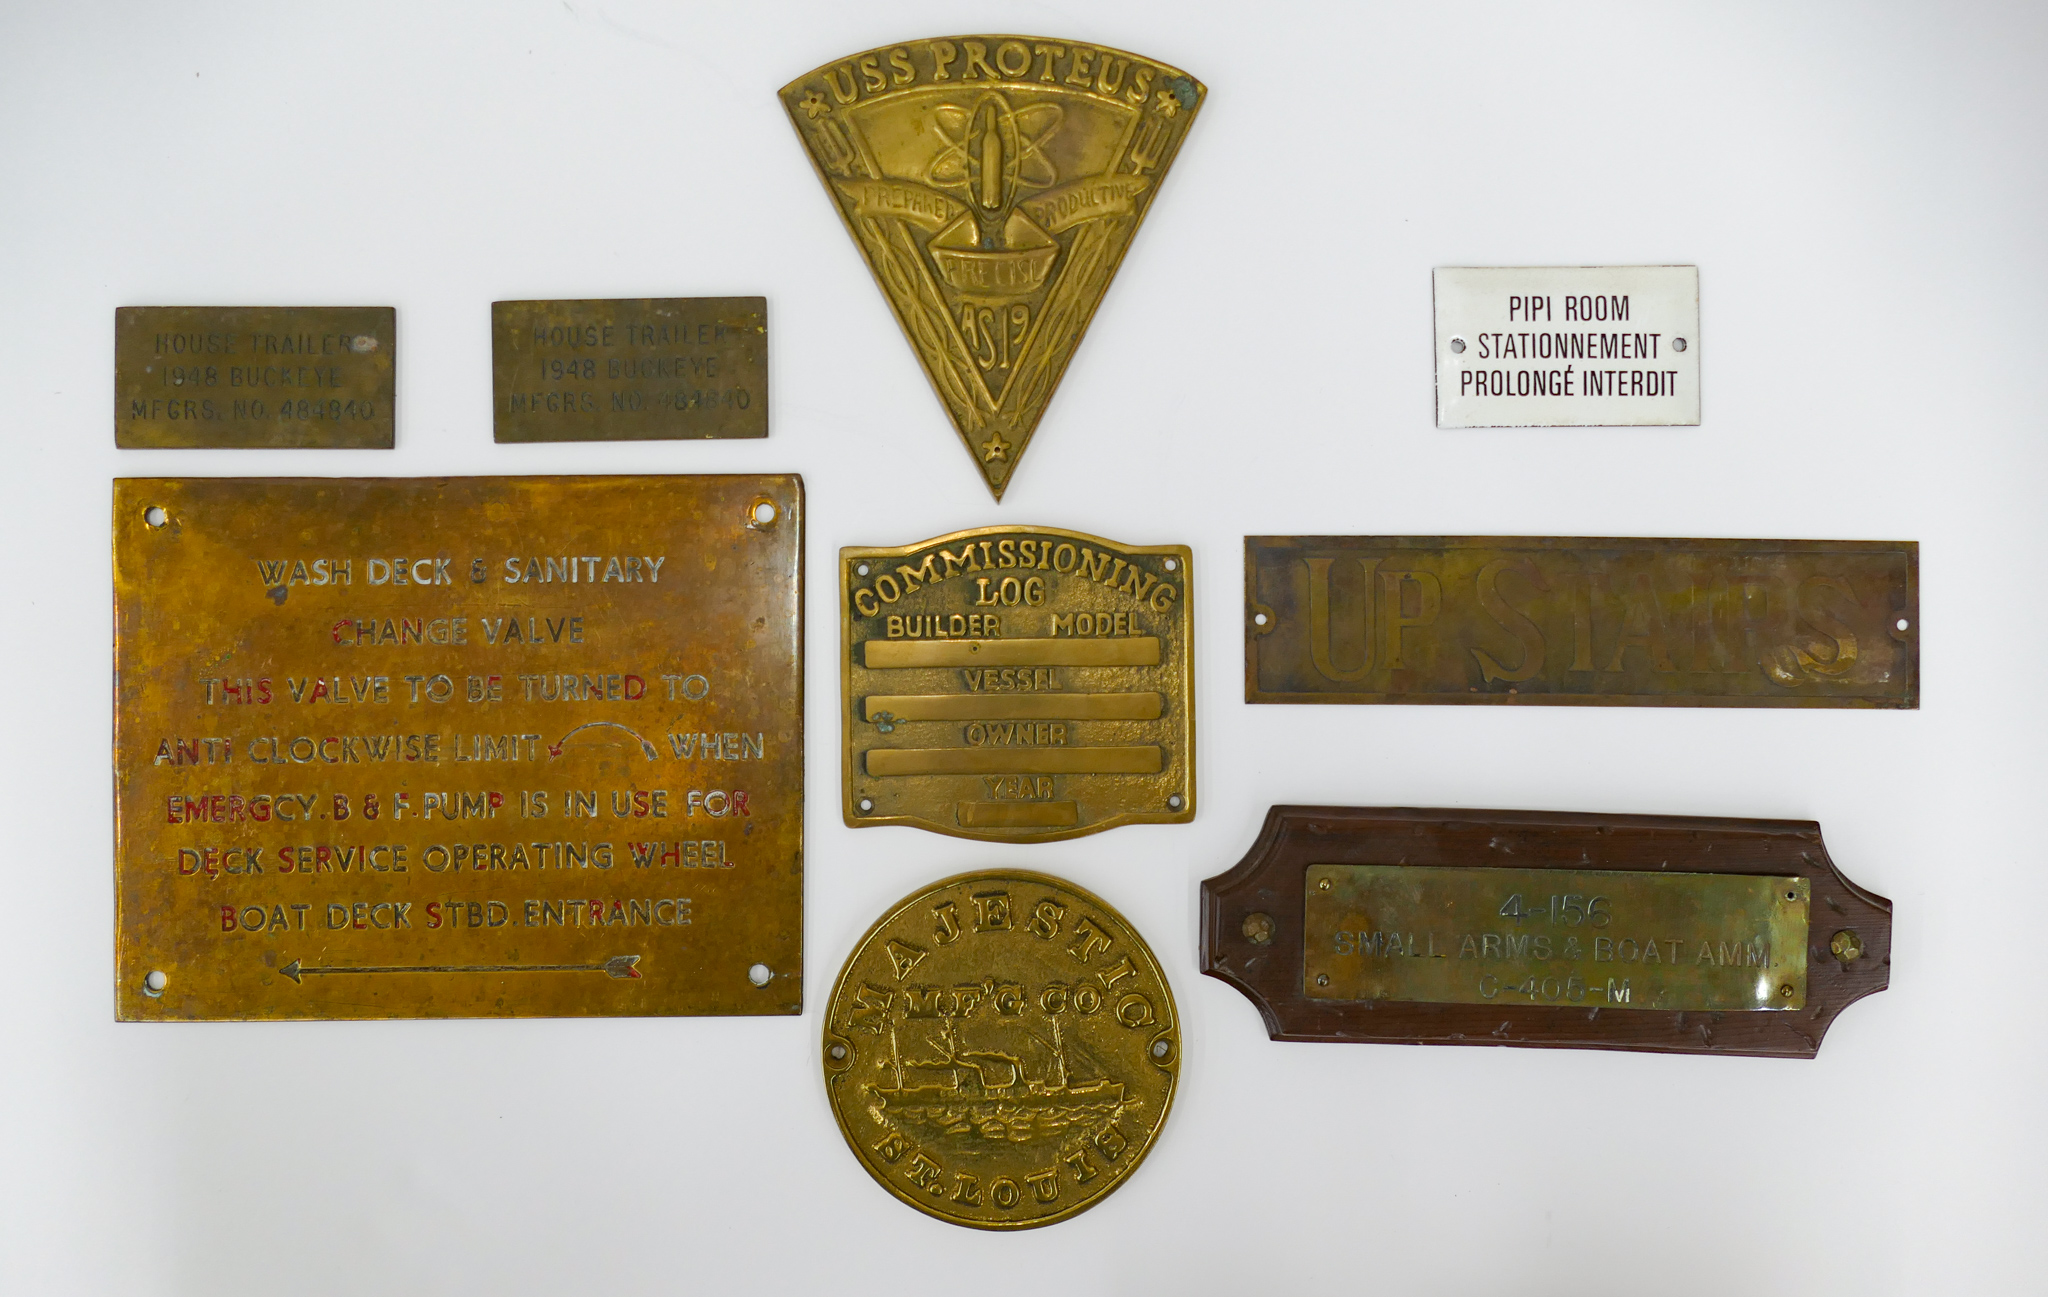 USS PROTEUS
PREPARED PRODUCTIVE
PRECISE
AS19
HOUSE TRAILER
1948 BUCKEYE
MFGRS. NO. 484840
HOUSE TRAILER
1948 BUCKEYE
MFGRS. NO. 484840
PIPI ROOM
STATIONNEMENT
PROLONGÉ INTERDIT
WASH DECK & SANITARY
CHANGE VALVE
THIS VALVE TO BE TURNED TO
ANTI CLOCKWISE LIMIT WHEN
EMERGCY. B & F. PUMP IS IN USE FOR
DECK SERVICE OPERATING WHEEL
BOAT DECK STBD. ENTRANCE
COMMISSIONING
LOG
BUILDER MODEL
VESSEL
OWNER
YEAR
UP STAIRS
MAJESTIC
MF'G CO
ST. LOUIS
4-156
SMALL ARMS & BOAT AMM.
C-405-M